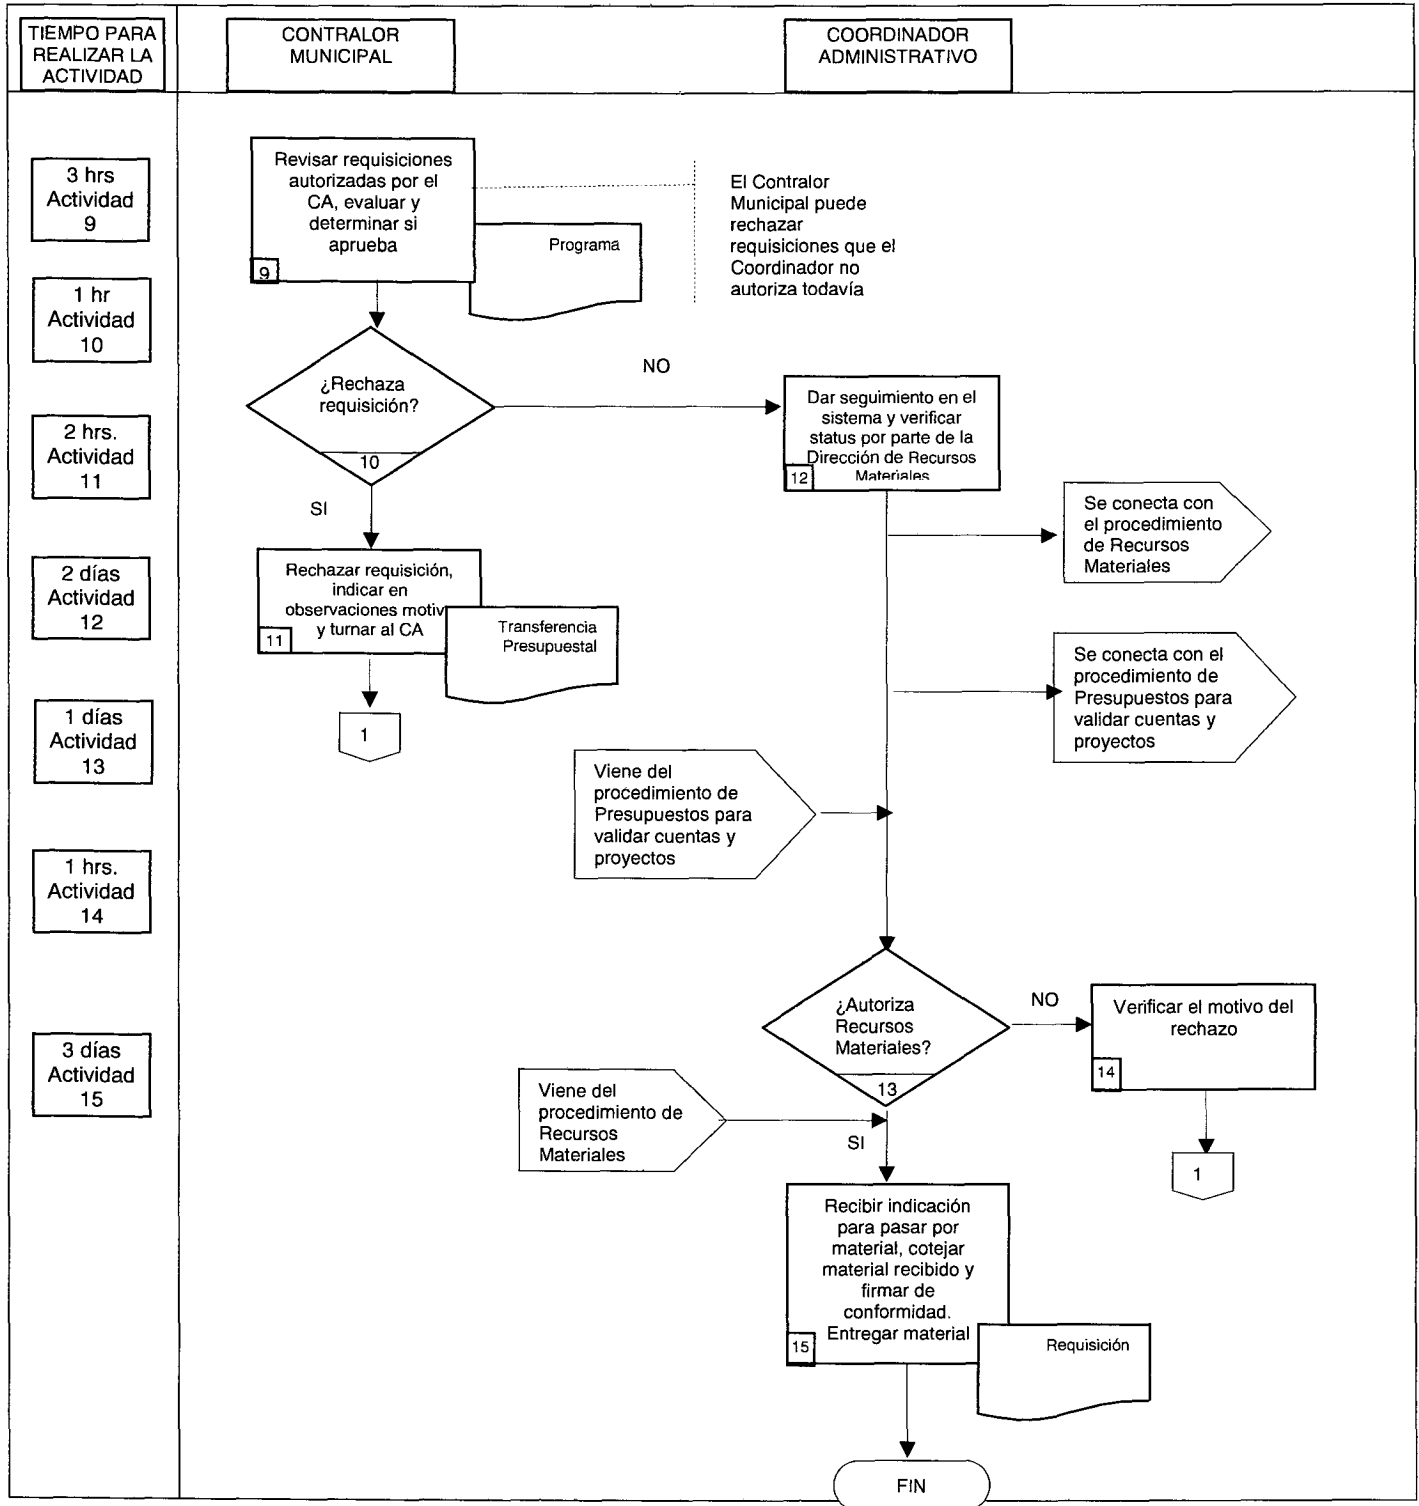 TIEMPO PARA
REALIZAR LA
ACTIVIDAD
CONTRALOR
MUNICIPAL
COORDINADOR
ADMINISTRATIVO
3 hrs
Actividad
9
1 hr
Actividad
10
2 hrs.
Actividad
11
2 días
Actividad
12
1 días
Actividad
13
1 hrs.
Actividad
14
3 días
Actividad
15
Revisar requisiciones
autorizadas por el
CA, evaluar y
determinar si
aprueba
9
Programa
El Contralor
Municipal puede
rechazar
requisiciones que el
Coordinador no
autoriza todavía
¿Rechaza
requisición?
10
NO
SI
Rechazar requisición,
indicar en
observaciones motiv
y turnar al CA
11
Transferencia
Presupuestal
1
Dar seguimiento en el
sistema y verificar
status por parte de la
Dirección de Recursos
Materiales
12
Se conecta con
el procedimiento
de Recursos
Materiales
Se conecta con el
procedimiento de
Presupuestos para
validar cuentas y
proyectos
Viene del
procedimiento de
Presupuestos para
validar cuentas y
proyectos
¿Autoriza
Recursos
Materiales?
13
NO
Verificar el motivo del
rechazo
14
1
Viene del
procedimiento de
Recursos
Materiales
SI
Recibir indicación
para pasar por
material, cotejar
material recibido y
firmar de
conformidad.
Entregar material
15
Requisición
FIN